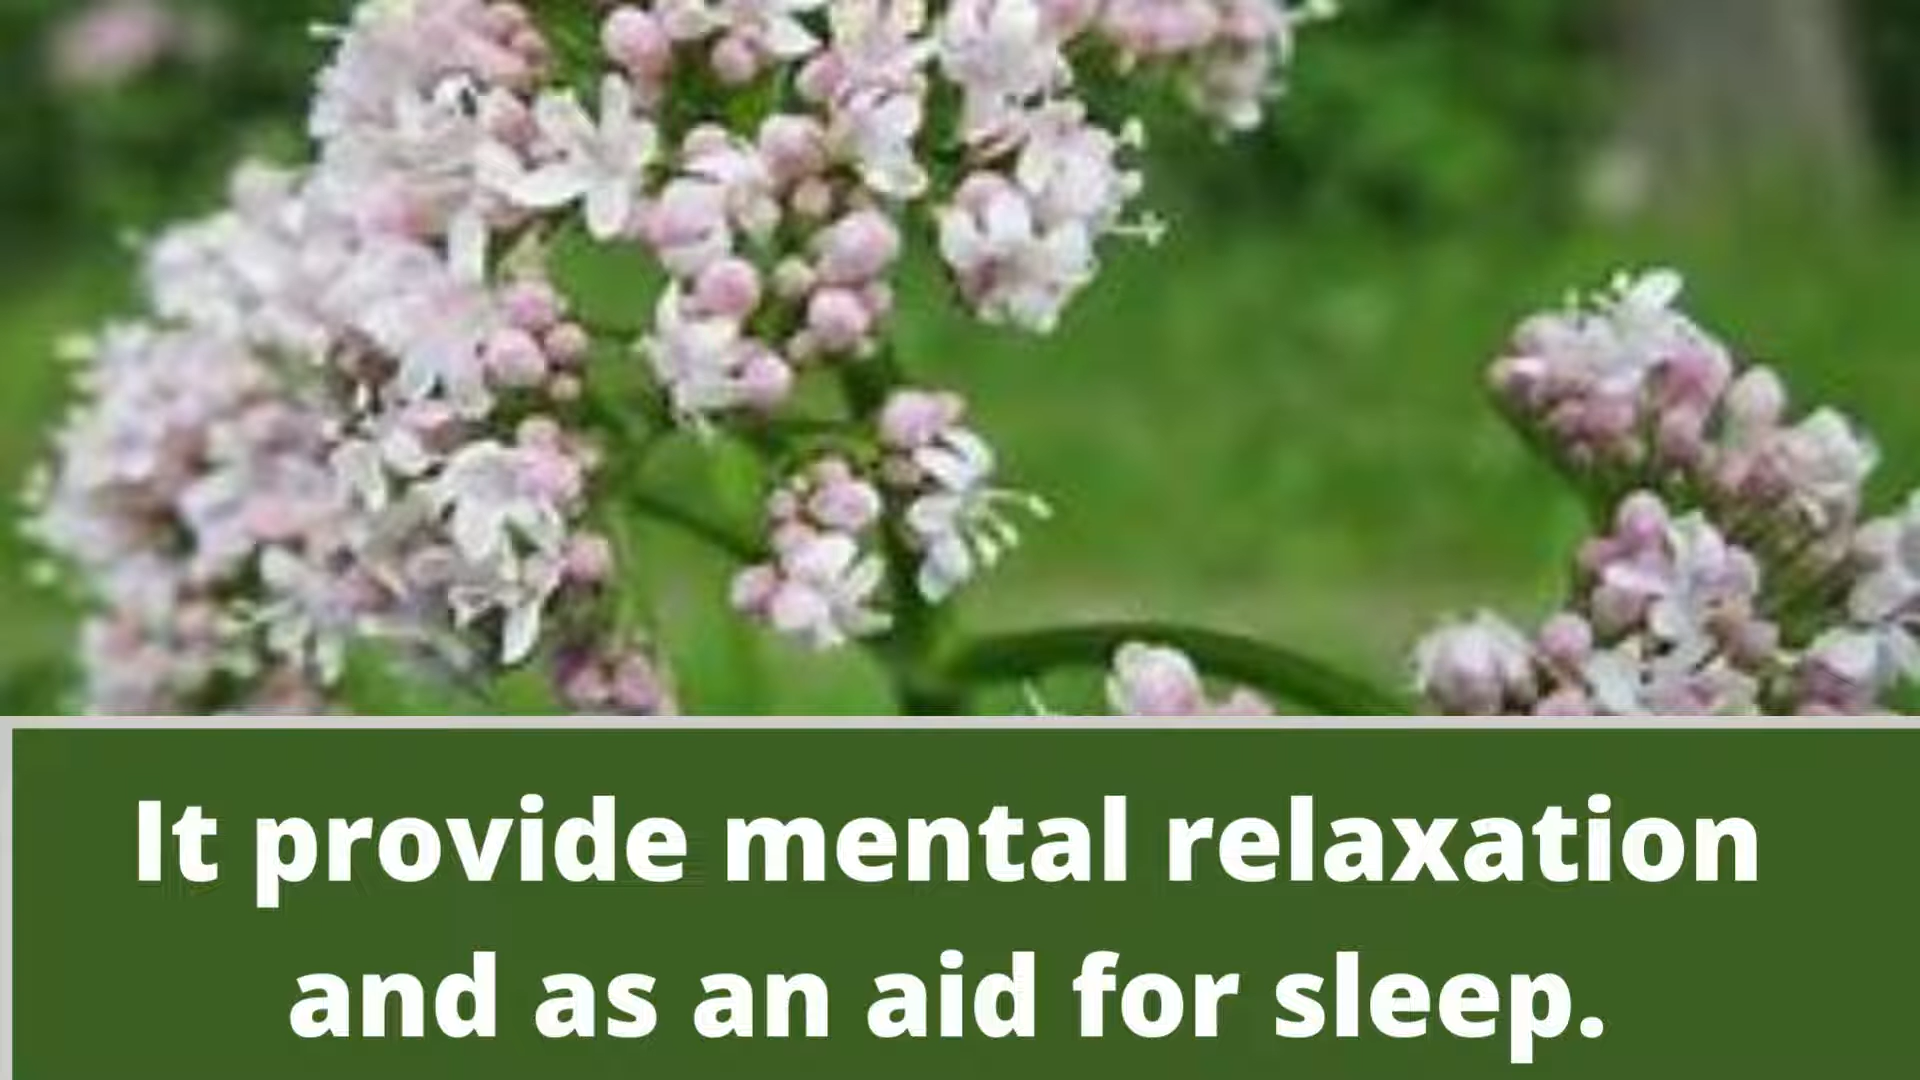 It provide mental relaxation
and as an aid for sleep.